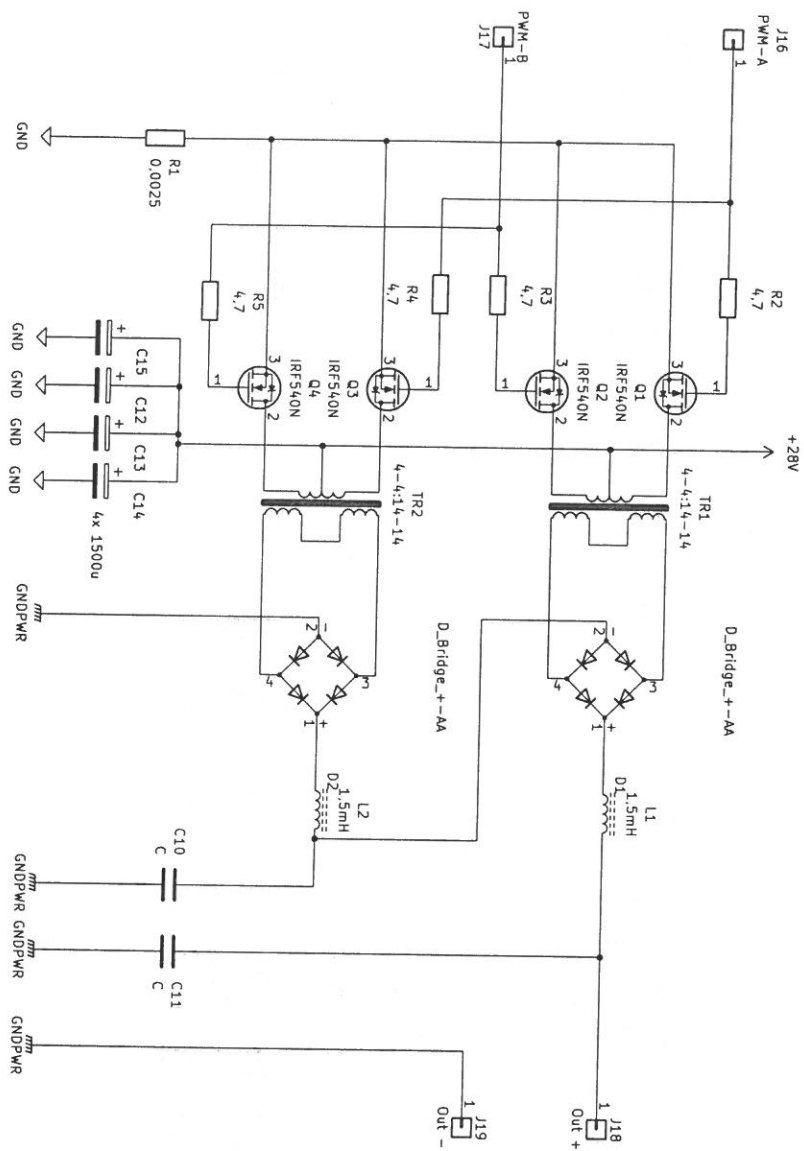 J16
PWM-A
1
PWM-B
J17
1
R2
4,7
R3
4,7
R4
4,7
R5
4,7
R1
0,0025
GND
+28V
Q1
IRF540N
1
2
3
Q2
IRF540N
1
2
3
Q3
IRF540N
1
2
3
Q4
IRF540N
1
2
3
TR1
4-4:14-14
TR2
4-4:14-14
C15
C12
C13
C14
4x 1500u
GND
GND
GND
GND
D_Bridge_+-AA
2
-
3
4
1
+
D_Bridge_+-AA
2
-
3
4
1
+
L1
1,5mH
D1
L2
1,5mH
D2
C10
C
C11
C
GNDPWR
GNDPWR
GNDPWR
GNDPWR
J18
Out +
1
J19
Out -
1